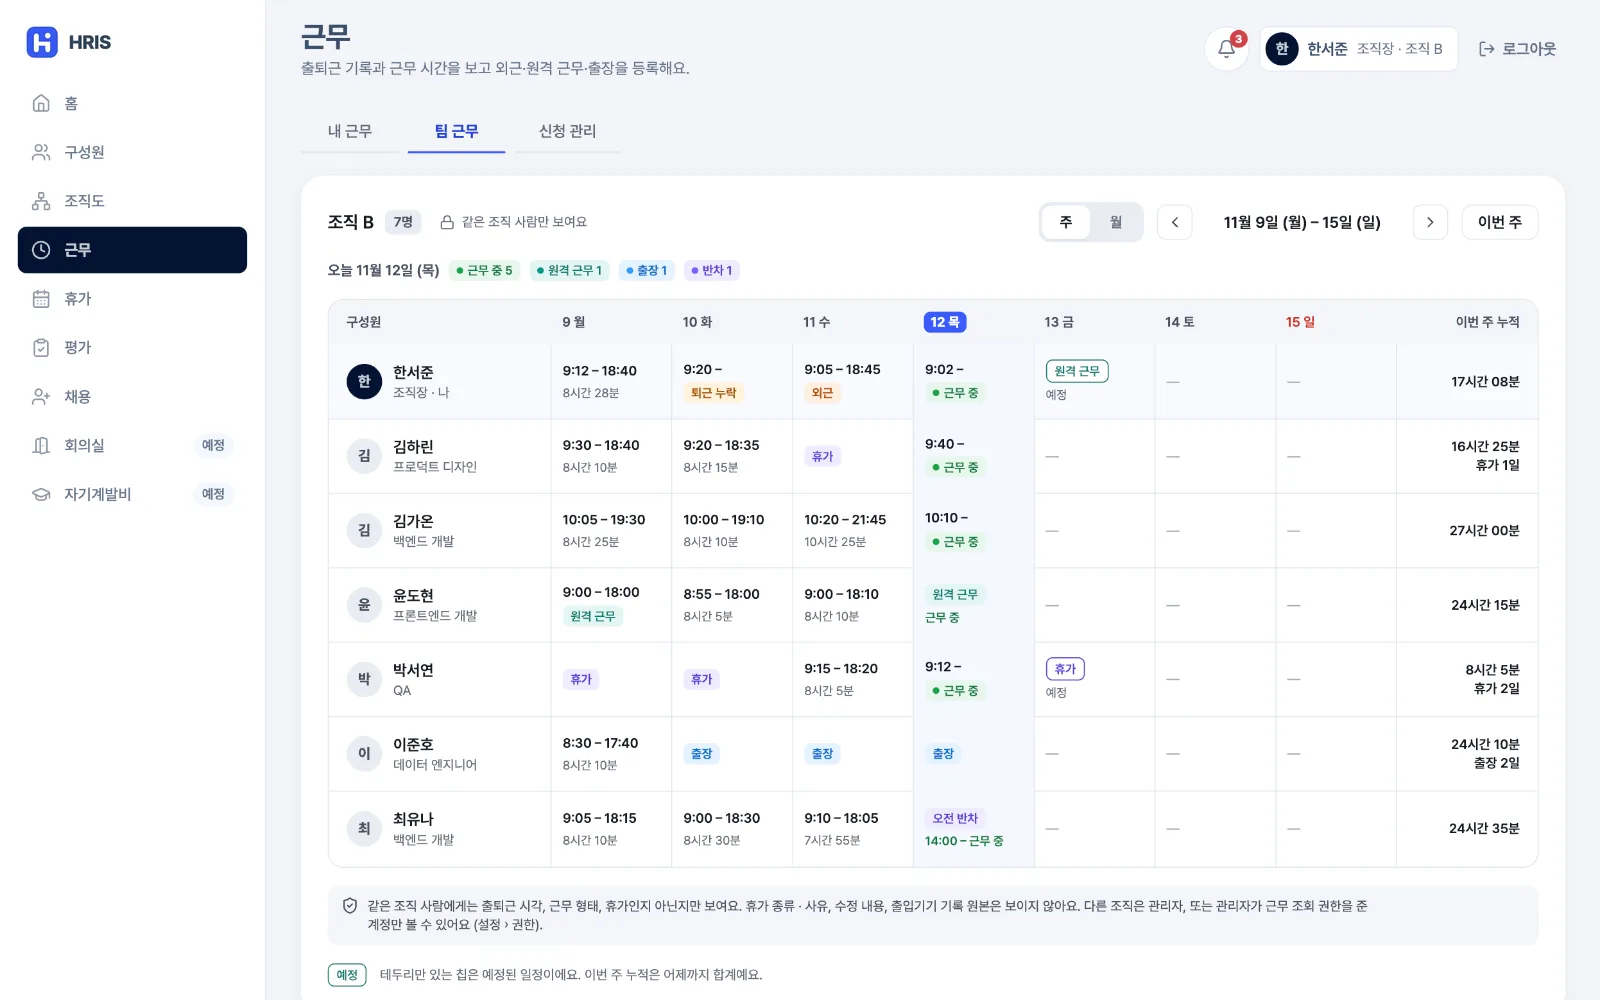 HRIS
홈
구성원
조직도
근무
휴가
평가
채용
회의실 예정
자기계발비 예정
근무
출퇴근 기록과 근무 시간을 보고 외근·원격 근무·출장을 등록해요.
3
한 한서준 조직장 · 조직 B
로그아웃
내 근무 팀 근무 신청 관리
조직 B 7명 같은 조직 사람만 보여요
주 월 11월 9일 (월) – 15일 (일) 이번 주
오늘 11월 12일 (목) 근무 중 5 원격 근무 1 출장 1 반차 1
구성원 9 월 10 화 11 수 12 목 13 금 14 토 15 일 이번 주 누적
한 한서준 9:12 – 18:40 9:20 – 9:05 – 18:45 9:02 – 원격 근무 — — 17시간 08분
조직장 · 나 8시간 28분 퇴근 누락 외근 근무 중 예정
김 김하린 9:30 – 18:40 9:20 – 18:35 휴가 9:40 – — — — 16시간 25분
프로덕트 디자인 8시간 10분 8시간 15분 근무 중 휴가 1일
김 김가온 10:05 – 19:30 10:00 – 19:10 10:20 – 21:45 10:10 – — — — 27시간 00분
백엔드 개발 8시간 25분 8시간 10분 10시간 25분 근무 중
윤 윤도현 9:00 – 18:00 8:55 – 18:00 9:00 – 18:10 원격 근무 — — — 24시간 15분
프론트엔드 개발 원격 근무 8시간 5분 8시간 10분 근무 중
박 박서연 휴가 휴가 9:15 – 18:20 9:12 – 휴가 — — 8시간 5분
QA 8시간 5분 근무 중 예정 휴가 2일
이 이준호 8:30 – 17:40 출장 출장 출장 — — — 24시간 10분
데이터 엔지니어 8시간 10분 출장 2일
최 최유나 9:05 – 18:15 9:00 – 18:30 9:10 – 18:05 오전 반차 — — — 24시간 35분
백엔드 개발 8시간 10분 8시간 30분 7시간 55분 14:00 – 근무 중
같은 조직 사람에게는 출퇴근 시각, 근무 형태, 휴가인지 아닌지만 보여요. 휴가 종류 · 사유, 수정 내용, 출입기기 기록 원본은 보이지 않아요. 다른 조직은 관리자, 또는 관리자가 근무 조회 권한을 준
계정만 볼 수 있어요 (설정 › 권한).
예정 테두리만 있는 칩은 예정된 일정이에요. 이번 주 누적은 어제까지 합계예요.